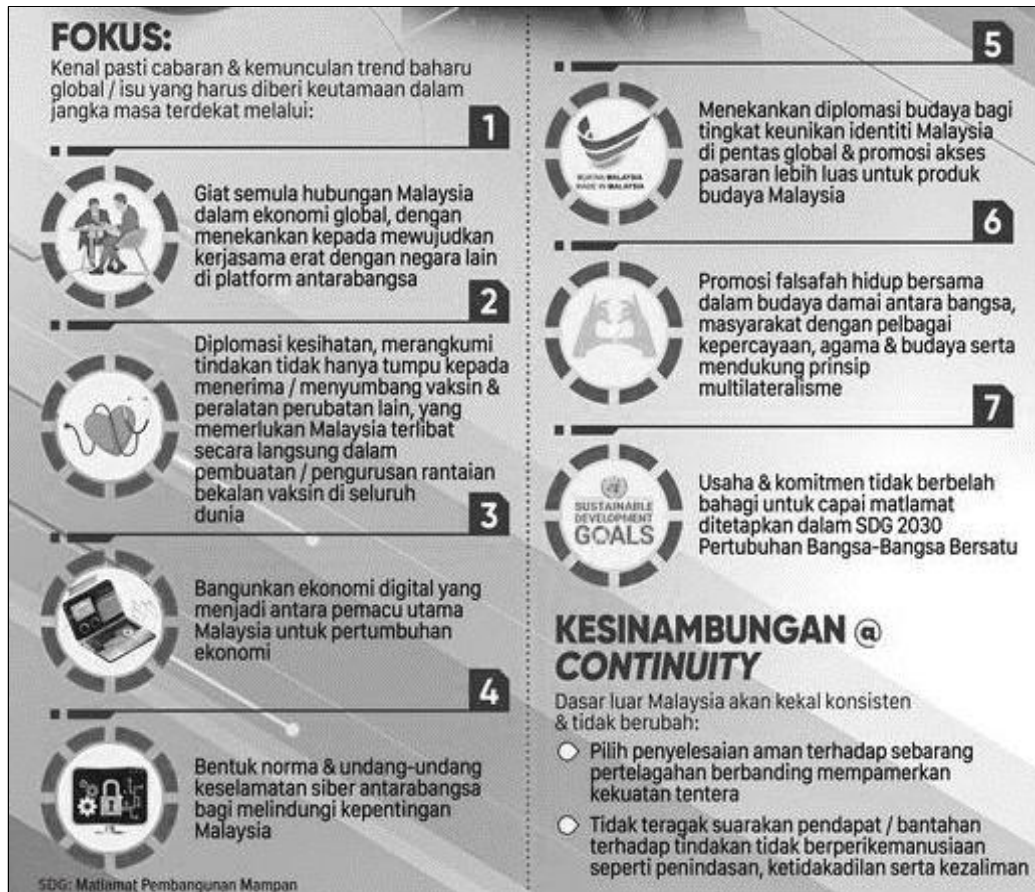 FOKUS:
Kenal pasti cabaran & kemunculan trend baharu
global / isu yang harus diberi keutamaan dalam
jangka masa terdekat melalui:
1
Giat semula hubungan Malaysia
dalam ekonomi global, dengan
menekankan kepada mewujudkan
kerjasama erat dengan negara lain
di platform antarabangsa
2
Diplomasi kesihatan, merangkumi
tindakan tidak hanya tumpu kepada
menerima / menyumbang vaksin &
peralatan perubatan lain, yang
memerlukan Malaysia terlibat
secara langsung dalam
pembuatan / pengurusan rantaian
bekalan vaksin di seluruh
dunia
3
Bangunkan ekonomi digital yang
menjadi antara pemacu utama
Malaysia untuk pertumbuhan
ekonomi
4
Bentuk norma & undang-undang
keselamatan siber antarabangsa
bagi melindungi kepentingan
Malaysia
SDG: Matlamat Pembangunan Mampan
5
BUATAN MALAYSIA
MADE IN MALAYSIA
Menekankan diplomasi budaya bagi
tingkat keunikan identiti Malaysia
di pentas global & promosi akses
pasaran lebih luas untuk produk
budaya Malaysia
6
Promosi falsafah hidup bersama
dalam budaya damai antara bangsa,
masyarakat dengan pelbagai
kepercayaan, agama & budaya serta
mendukung prinsip
multilateralisme
7
SUSTAINABLE
DEVELOPMENT
GOALS
Usaha & komitmen tidak berbelah
bahagi untuk capai matlamat
ditetapkan dalam SDG 2030
Pertubuhan Bangsa-Bangsa Bersatu
KESINAMBUNGAN @
CONTINUITY
Dasar luar Malaysia akan kekal konsisten
& tidak berubah:
Pilih penyelesaian aman terhadap sebarang
pertelagahan berbanding mempamerkan
kekuatan tentera
Tidak teragak suarakan pendapat / bantahan
terhadap tindakan tidak berperikemanusiaan
seperti penindasan, ketidakadilan serta kezaliman